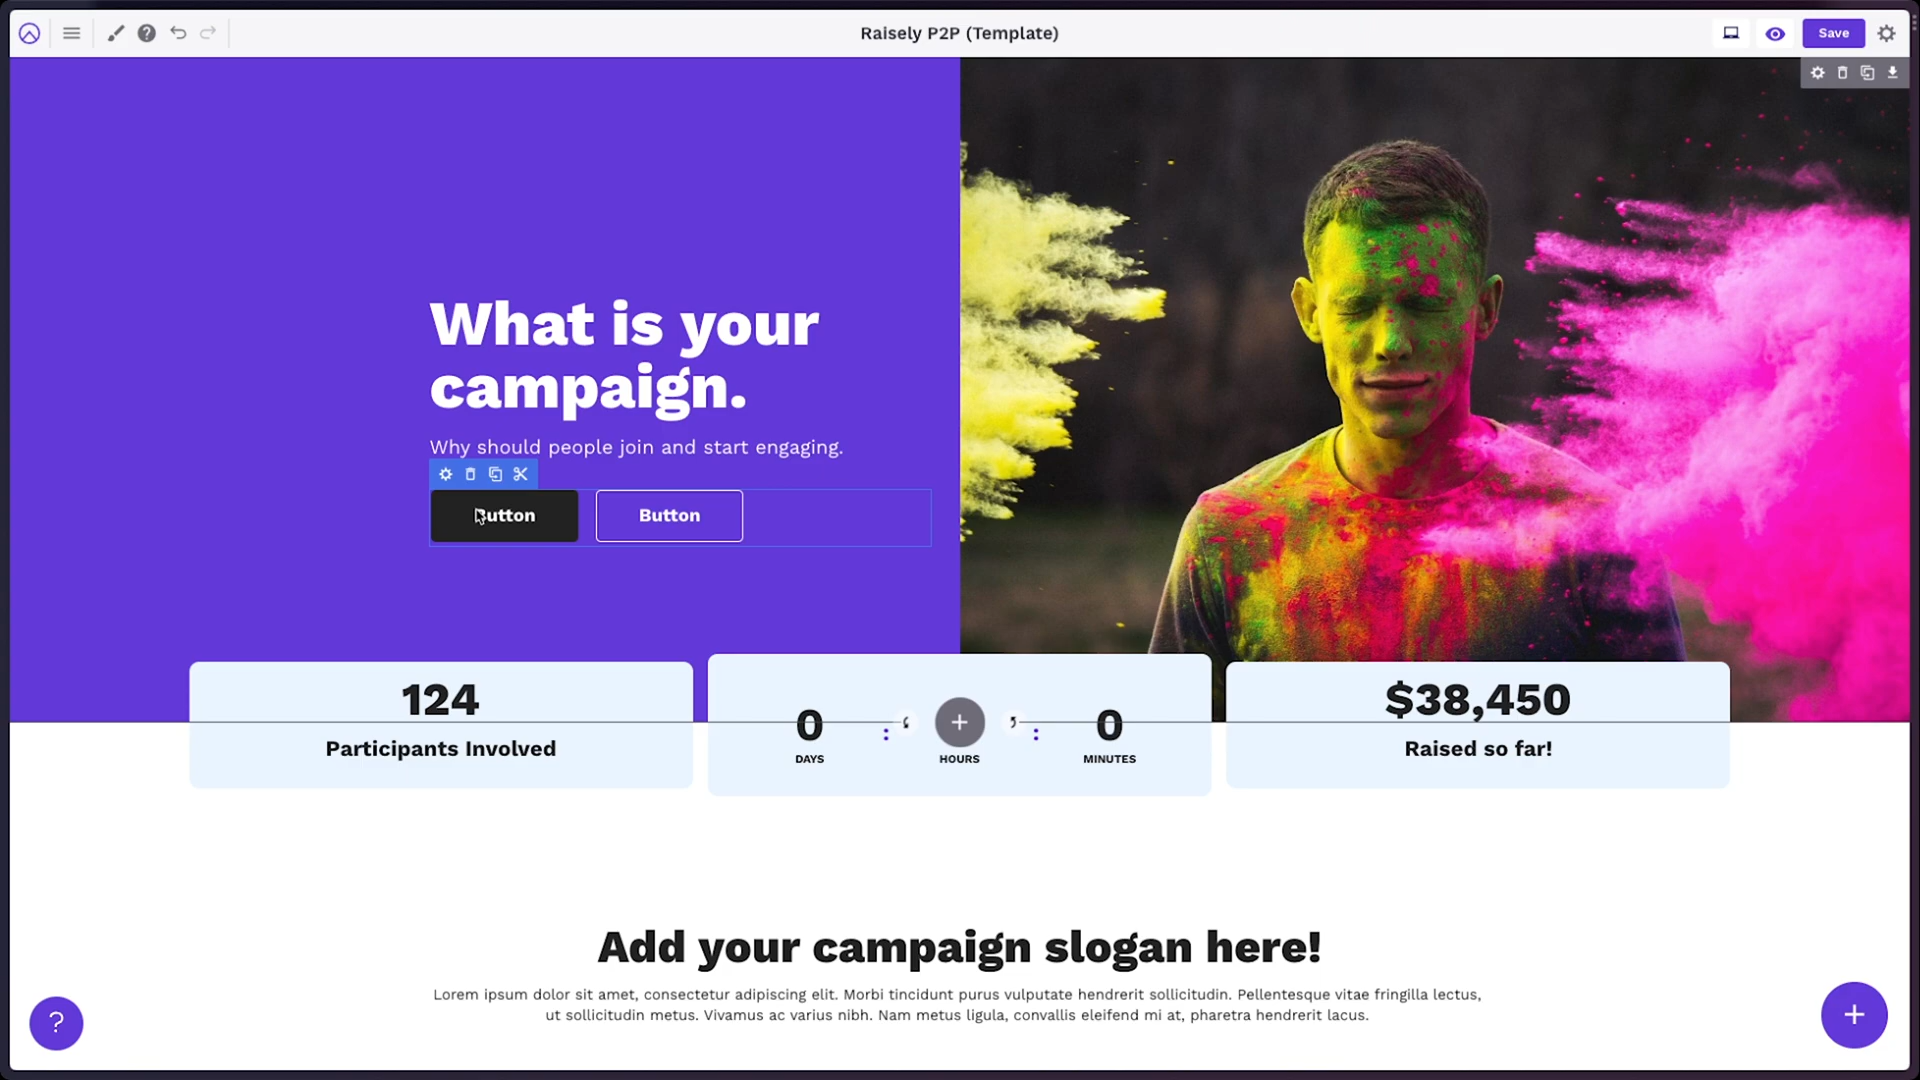 Raisely P2P (Template)
Save
What is your
campaign.
Why should people join and start engaging.
Button
Button
124
Participants Involved
0
DAYS
:
HOURS
:
0
MINUTES
$38,450
Raised so far!
Add your campaign slogan here!
Lorem ipsum dolor sit amet, consectetur adipiscing elit. Morbi tincidunt purus vulputate hendrerit sollicitudin. Pellentesque vitae fringilla lectus,
ut sollicitudin metus. Vivamus ac varius nibh. Nam metus ligula, convallis eleifend mi at, pharetra hendrerit lacus.